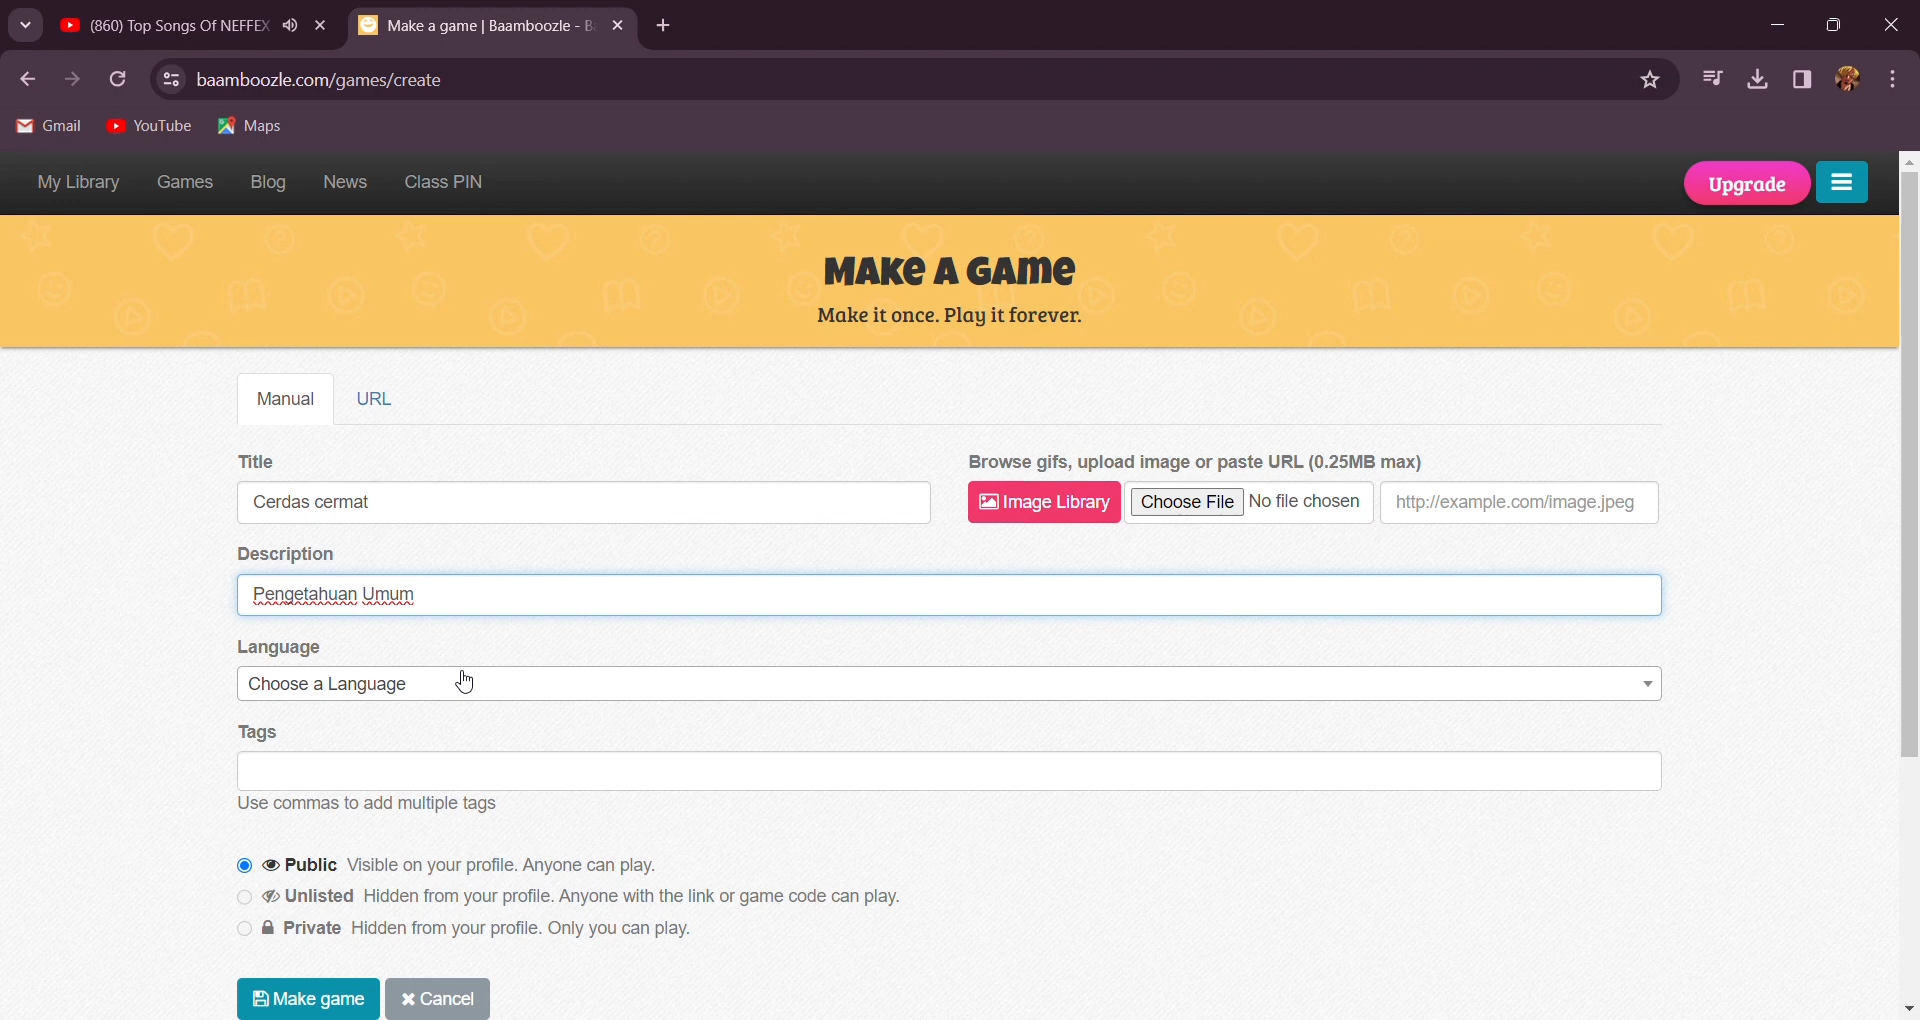 (860) Top Songs Of NEFFEX
Make a game | Baamboozle - B
baamboozle.com/games/create
Gmail YouTube Maps
My Library Games Blog News Class PIN
Upgrade
Make a Game
Make it once. Play it forever.
Manual URL
Title
Browse gifs, upload image or paste URL (0.25MB max)
Cerdas cermat
Image Library Choose File No file chosen http://example.com/image.jpeg
Description
Pengetahuan Umum
Language
Choose a Language
Tags
Use commas to add multiple tags
Public Visible on your profile. Anyone can play.
Unlisted Hidden from your profile. Anyone with the link or game code can play.
Private Hidden from your profile. Only you can play.
Make game Cancel